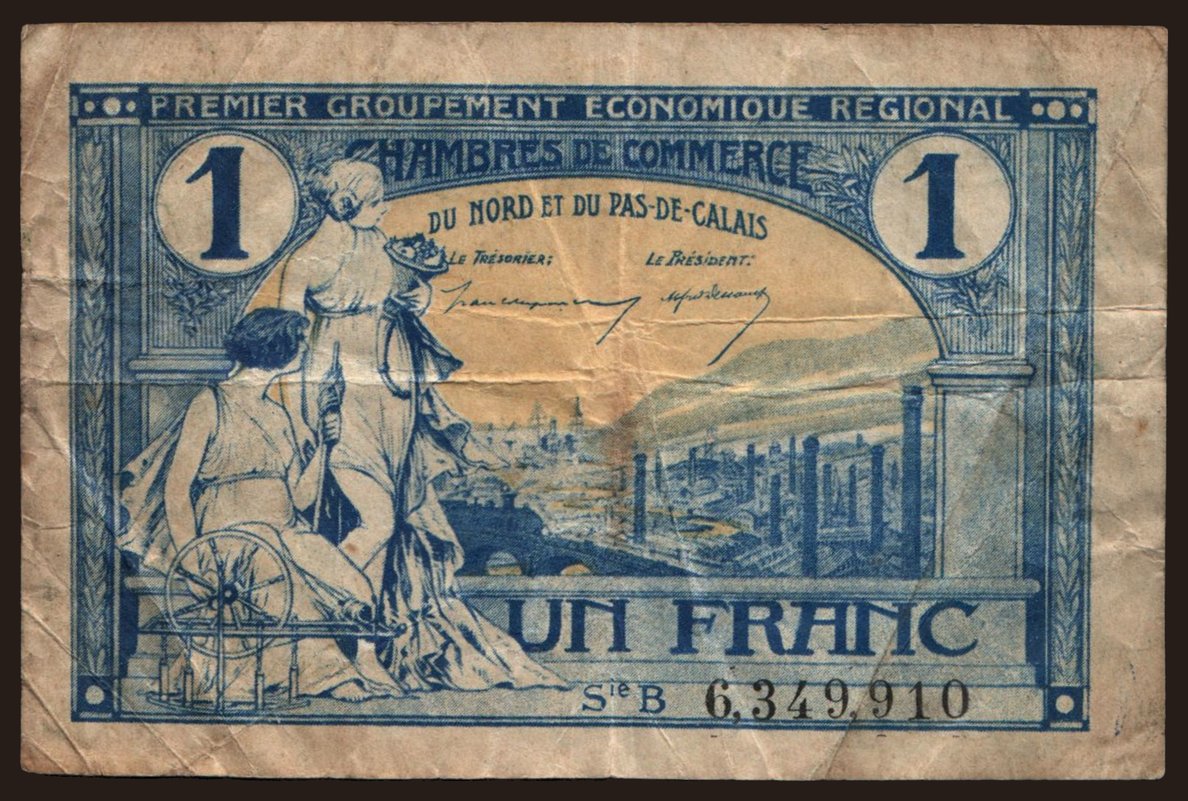 PREMIER GROUPEMENT ECONOMIQUE REGIONAL
1 CHAMBRES DE COMMERCE 1
DU NORD ET DU PAS-DE-CALAIS
LE TRÉSORIER: LE PRÉSIDENT:
UN FRANC
Sie B 6,349,910